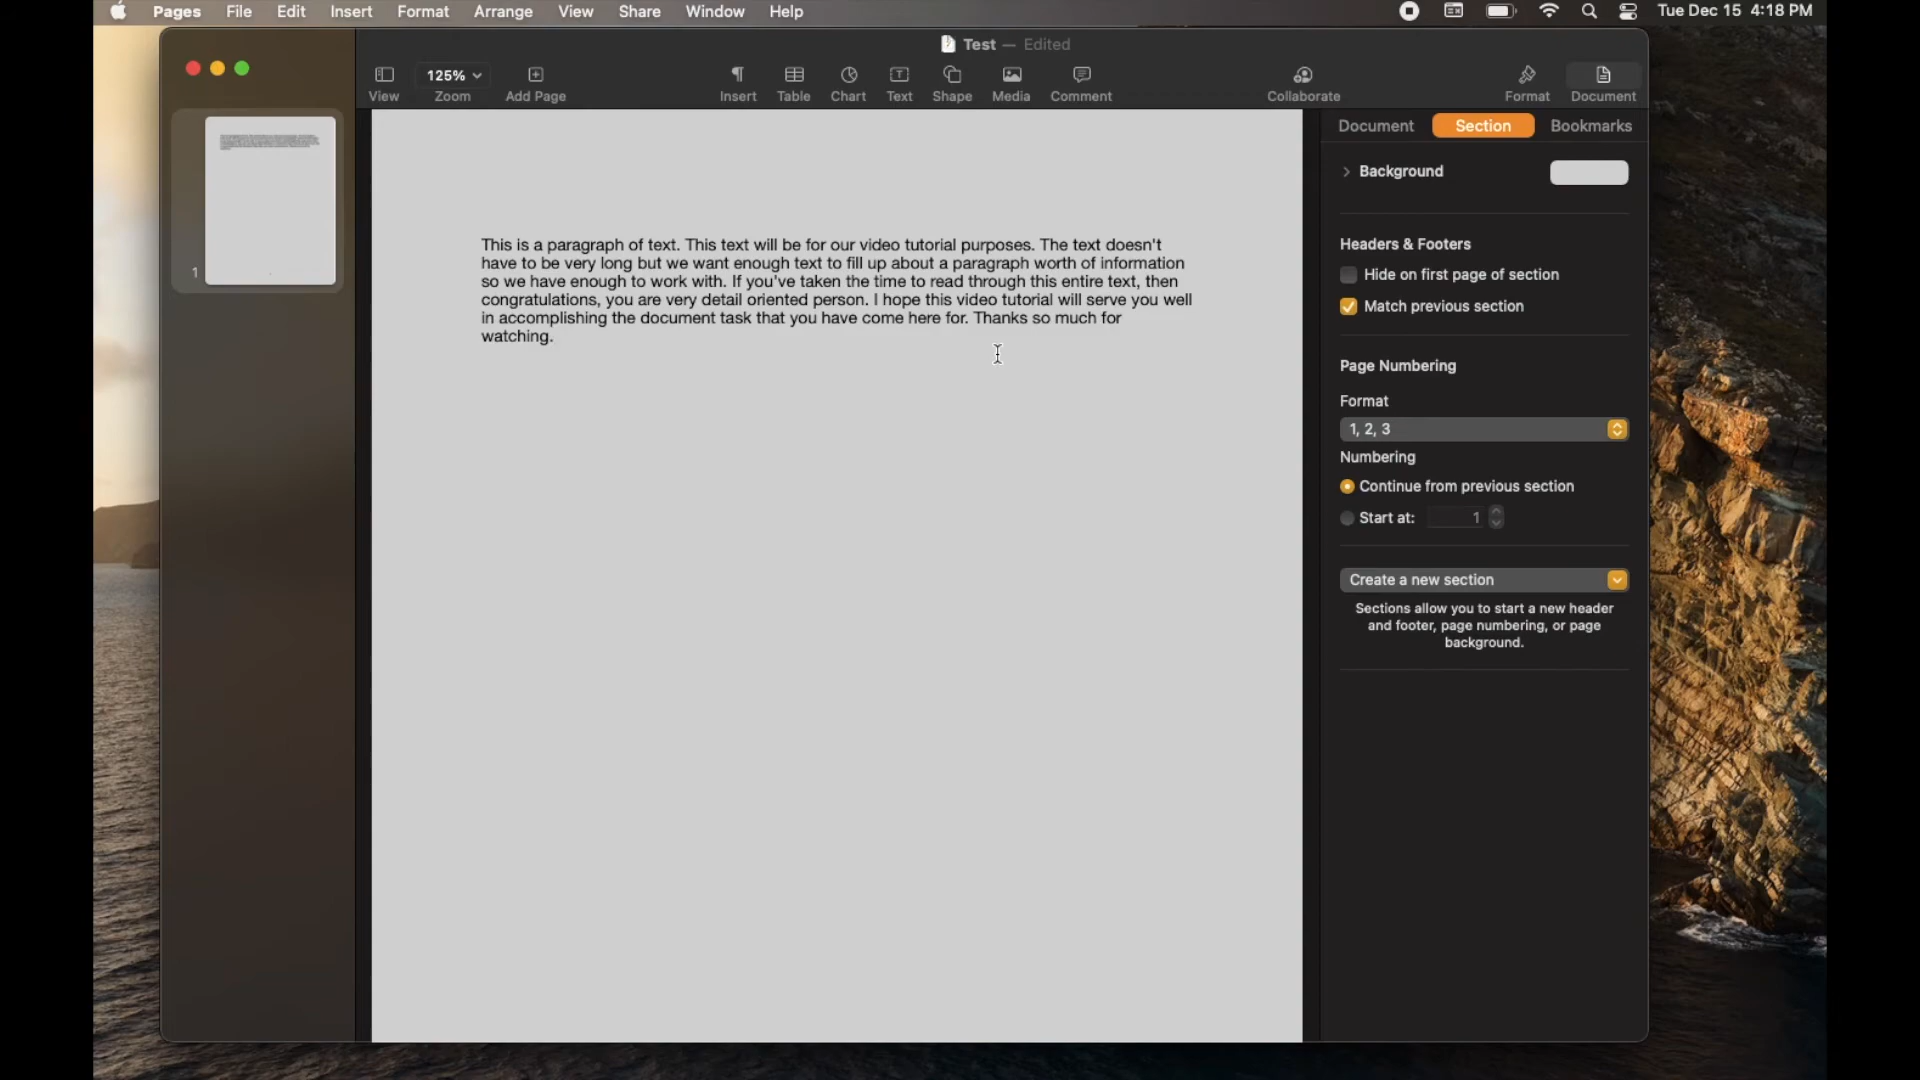 Pages File Edit Insert Format Arrange View Share Window Help Tue Dec 15 4:18 PM
Test — Edited
125%
View Zoom Add Page Insert Table Chart Text Shape Media Comment Collaborate Format Document
Document Section Bookmarks
Background
Headers & Footers
Hide on first page of section
Match previous section
Page Numbering
Format
1, 2, 3
Numbering
Continue from previous section
Start at: 1
Create a new section
Sections allow you to start a new header
and footer, page numbering, or page
background.
1
This is a paragraph of text. This text will be for our video tutorial purposes. The text doesn't
have to be very long but we want enough text to fill up about a paragraph worth of information
so we have enough to work with. If you've taken the time to read through this entire text, then
congratulations, you are very detail oriented person. I hope this video tutorial will serve you well
in accomplishing the document task that you have come here for. Thanks so much for
watching.